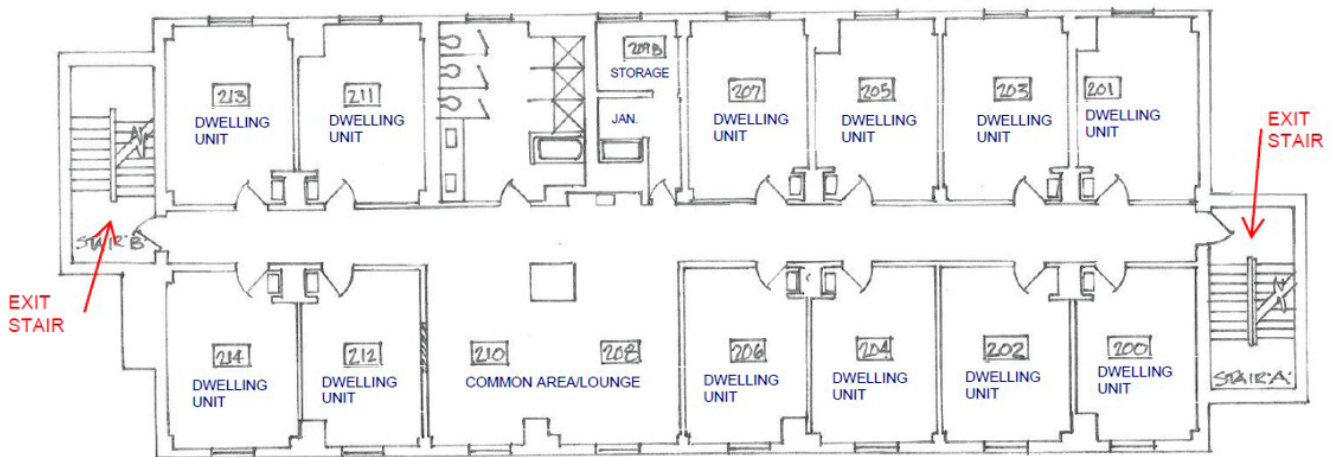 213
DWELLING
UNIT
211
DWELLING
UNIT
209B
STORAGE
JAN.
207
DWELLING
UNIT
205
DWELLING
UNIT
203
DWELLING
UNIT
201
DWELLING
UNIT
EXIT
STAIR
STAIR "B"
EXIT
STAIR
214
DWELLING
UNIT
212
DWELLING
UNIT
210
208
COMMON AREA/LOUNGE
206
DWELLING
UNIT
204
DWELLING
UNIT
202
DWELLING
UNIT
200
DWELLING
UNIT
STAIR "A"